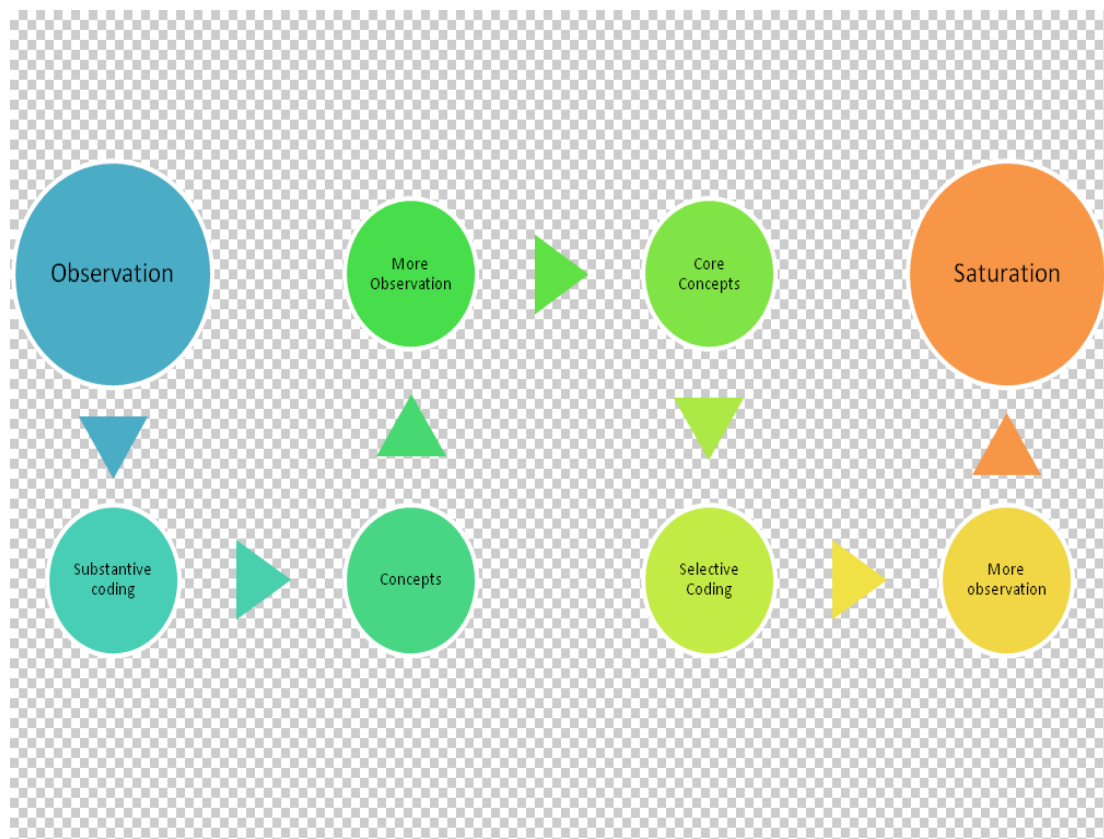 Observation
Substantive
coding
Concepts
More
Observation
Core
Concepts
Selective
Coding
More
observation
Saturation